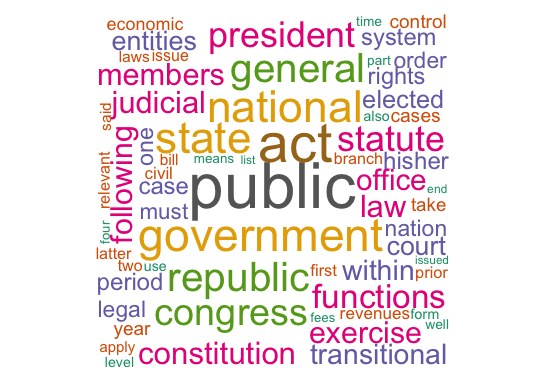 economic president time control
entities system
laws issue general part order
members rights
judicial national elected
said also cases
state act statute
following one bill means list branch hisher
relevant civil public office end
case
must law take
four government nation
latter court
two use republic first within issued
period prior
legal congress functions
fees revenues form
year exercise well
apply constitution transitional
level